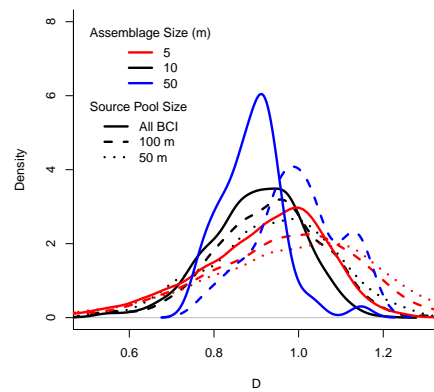 Assemblage Size (m)
5
10
50
Source Pool Size
All BCI
100 m
50 m
Density
8
6
4
2
0
0.6 0.8 1.0 1.2
D